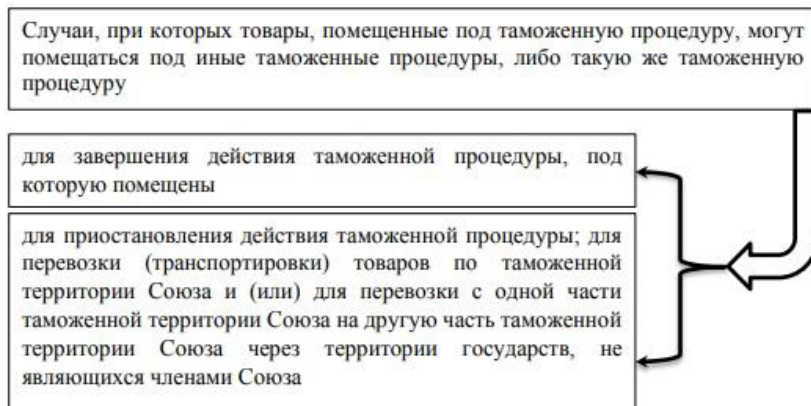 Случаи, при которых товары, помещенные под таможенную процедуру, могут
помещаться под иные таможенные процедуры, либо такую же таможенную
процедуру
для завершения действия таможенной процедуры, под
которую помещены
для приостановления действия таможенной процедуры; для
перевозки (транспортировки) товаров по таможенной
территории Союза и (или) для перевозки с одной части
таможенной территории Союза на другую часть таможенной
территории Союза через территории государств, не
являющихся членами Союза